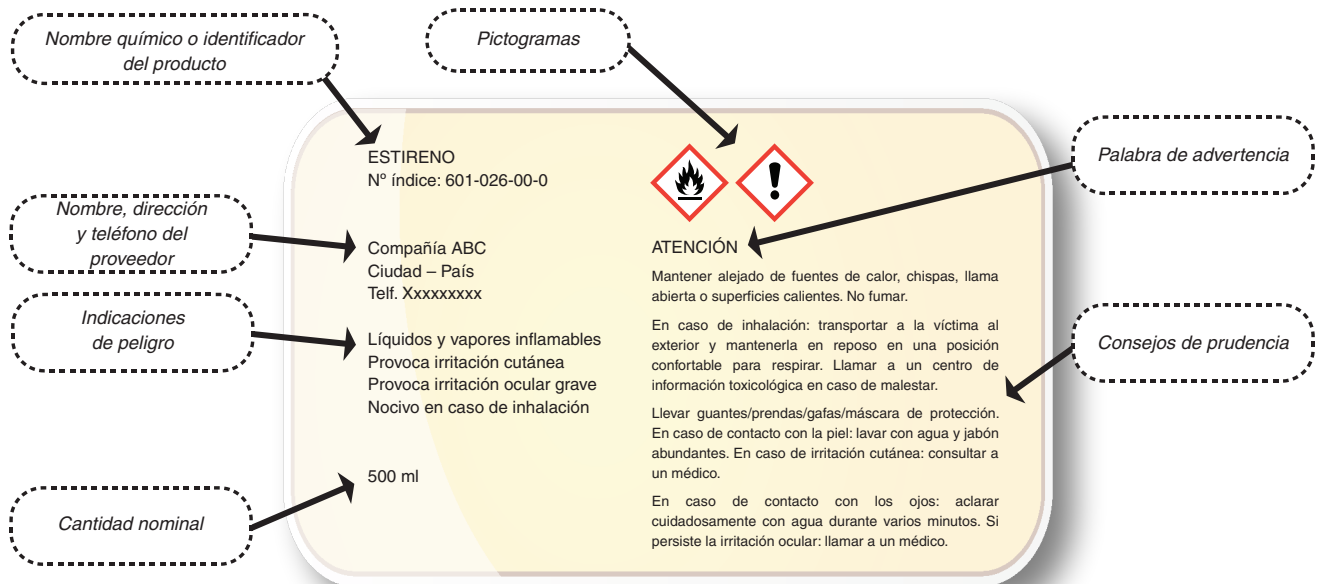 Nombre químico o identificador
del producto
Pictogramas
Palabra de advertencia
Nombre, dirección
y teléfono del
proveedor
Indicaciones
de peligro
Consejos de prudencia
Cantidad nominal
ESTIRENO
Nº índice: 601-026-00-0
Compañía ABC
Ciudad – País
Telf. Xxxxxxxxx
Líquidos y vapores inflamables
Provoca irritación cutánea
Provoca irritación ocular grave
Nocivo en caso de inhalación
500 ml
ATENCIÓN
Mantener alejado de fuentes de calor, chispas, llama
abierta o superficies calientes. No fumar.
En caso de inhalación: transportar a la víctima al
exterior y mantenerla en reposo en una posición
confortable para respirar. Llamar a un centro de
información toxicológica en caso de malestar.
Llevar guantes/prendas/gafas/máscara de protección.
En caso de contacto con la piel: lavar con agua y jabón
abundantes. En caso de irritación cutánea: consultar a
un médico.
En caso de contacto con los ojos: aclarar
cuidadosamente con agua durante varios minutos. Si
persiste la irritación ocular: llamar a un médico.